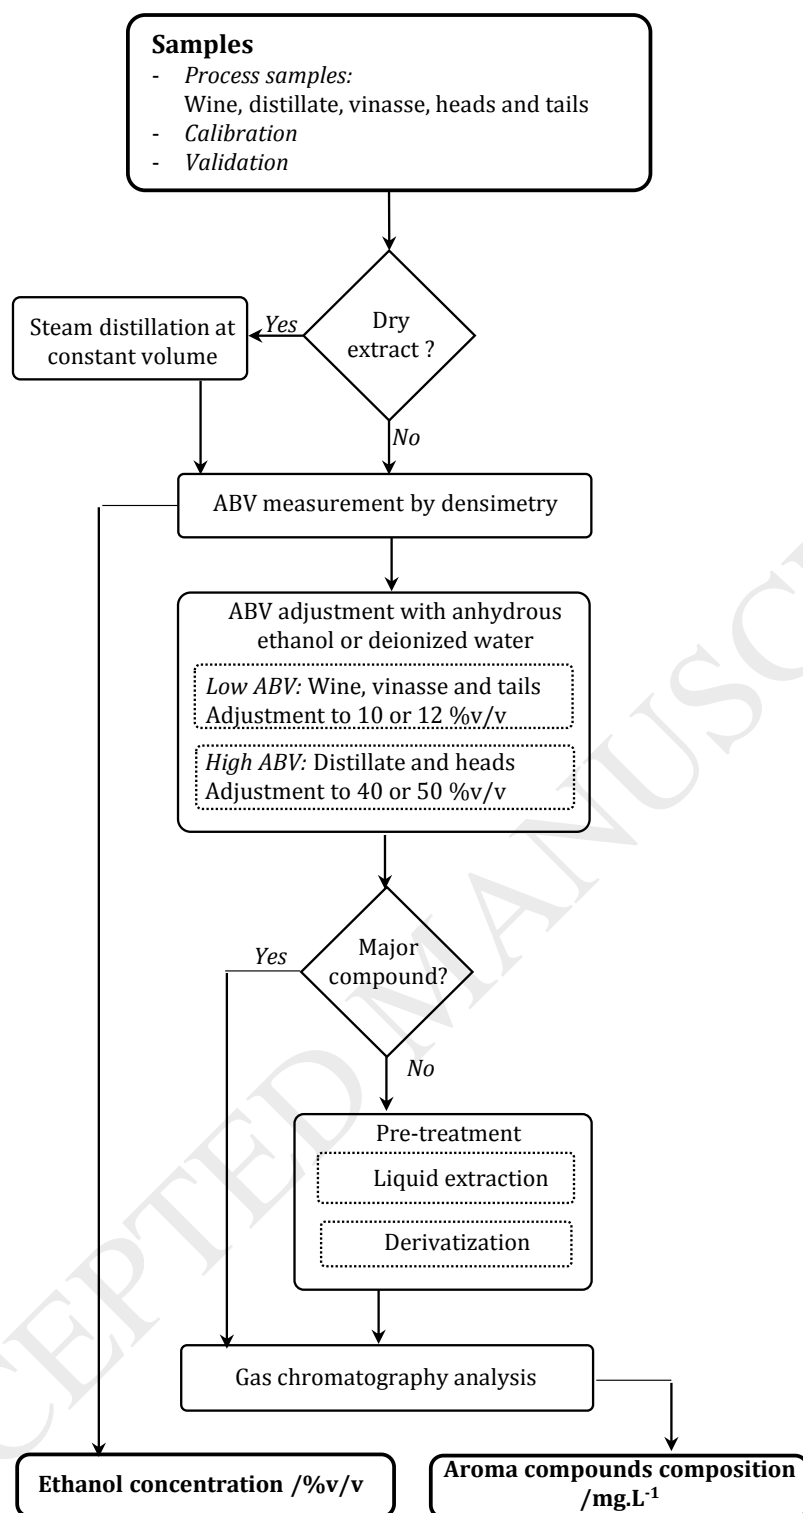 Samples
- Process samples:
Wine, distillate, vinasse, heads and tails
- Calibration
- Validation
Dry
extract ?
Yes
Steam distillation at
constant volume
No
ABV measurement by densimetry
ABV adjustment with anhydrous
ethanol or deionized water
Low ABV: Wine, vinasse and tails
Adjustment to 10 or 12 %v/v
High ABV: Distillate and heads
Adjustment to 40 or 50 %v/v
Major
compound?
Yes
No
Pre-treatment
Liquid extraction
Derivatization
Gas chromatography analysis
Ethanol concentration /%v/v
Aroma compounds composition
/mg.L⁻¹
CEPTED MANUSC